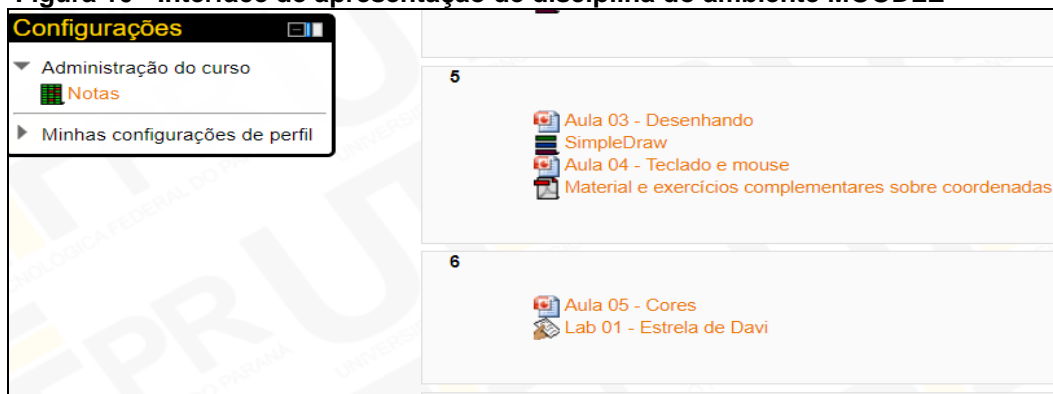 Configurações
Administração do curso
Notas
Minhas configurações de perfil
5
Aula 03 - Desenhando
SimpleDraw
Aula 04 - Teclado e mouse
Material e exercícios complementares sobre coordenadas
6
Aula 05 - Cores
Lab 01 - Estrela de Davi